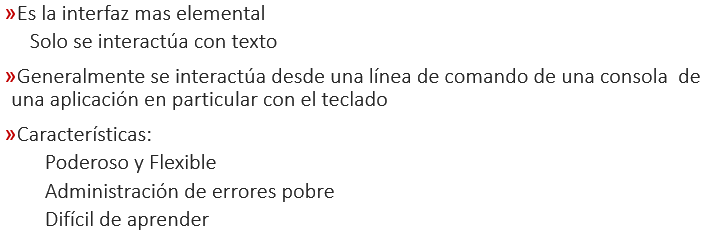 »Es la interfaz mas elemental
Solo se interactúa con texto
»Generalmente se interactúa desde una línea de comando de una consola de
una aplicación en particular con el teclado
»Características:
Poderoso y Flexible
Administración de errores pobre
Difícil de aprender